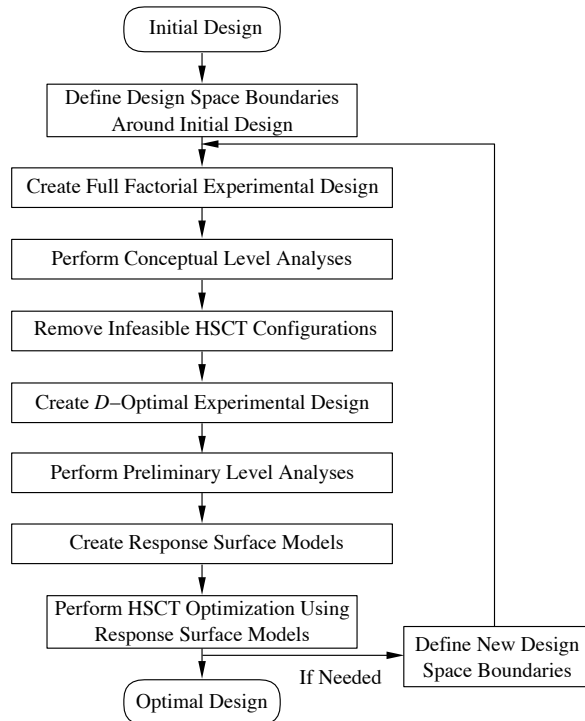 Initial Design
Define Design Space Boundaries
Around Initial Design
Create Full Factorial Experimental Design
Perform Conceptual Level Analyses
Remove Infeasible HSCT Configurations
Create D−Optimal Experimental Design
Perform Preliminary Level Analyses
Create Response Surface Models
Perform HSCT Optimization Using
Response Surface Models
Define New Design
Space Boundaries
If Needed
Optimal Design